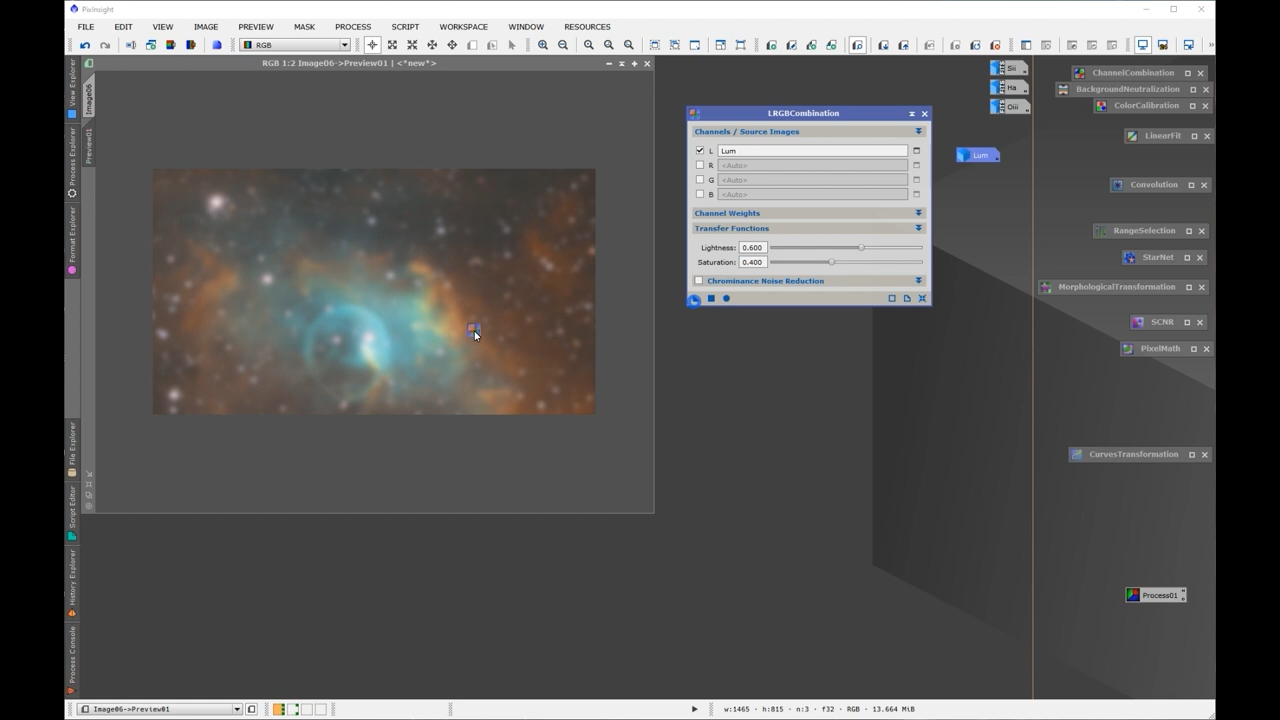 PixInsight
FILE EDIT VIEW IMAGE PREVIEW MASK PROCESS SCRIPT WORKSPACE WINDOW RESOURCES
RGB
RGB 1:2 Image06->Preview01 | <*new*>
View Explorer
Process Explorer
Format Explorer
File Explorer
Script Editor
History Explorer
Process Console
Image06
Preview01
Sii
Ha
Oiii
Lum
LRGBCombination
Channels / Source Images
L Lum
R <Auto>
G <Auto>
B <Auto>
Channel Weights
Transfer Functions
Lightness: 0.600
Saturation: 0.400
Chrominance Noise Reduction
ChannelCombination
BackgroundNeutralization
ColorCalibration
LinearFit
Convolution
RangeSelection
StarNet
MorphologicalTransformation
SCNR
PixelMath
CurvesTransformation
Process01
Image06->Preview01
w:1465 · h:815 · n:3 · f32 · RGB · 13.664 MiB